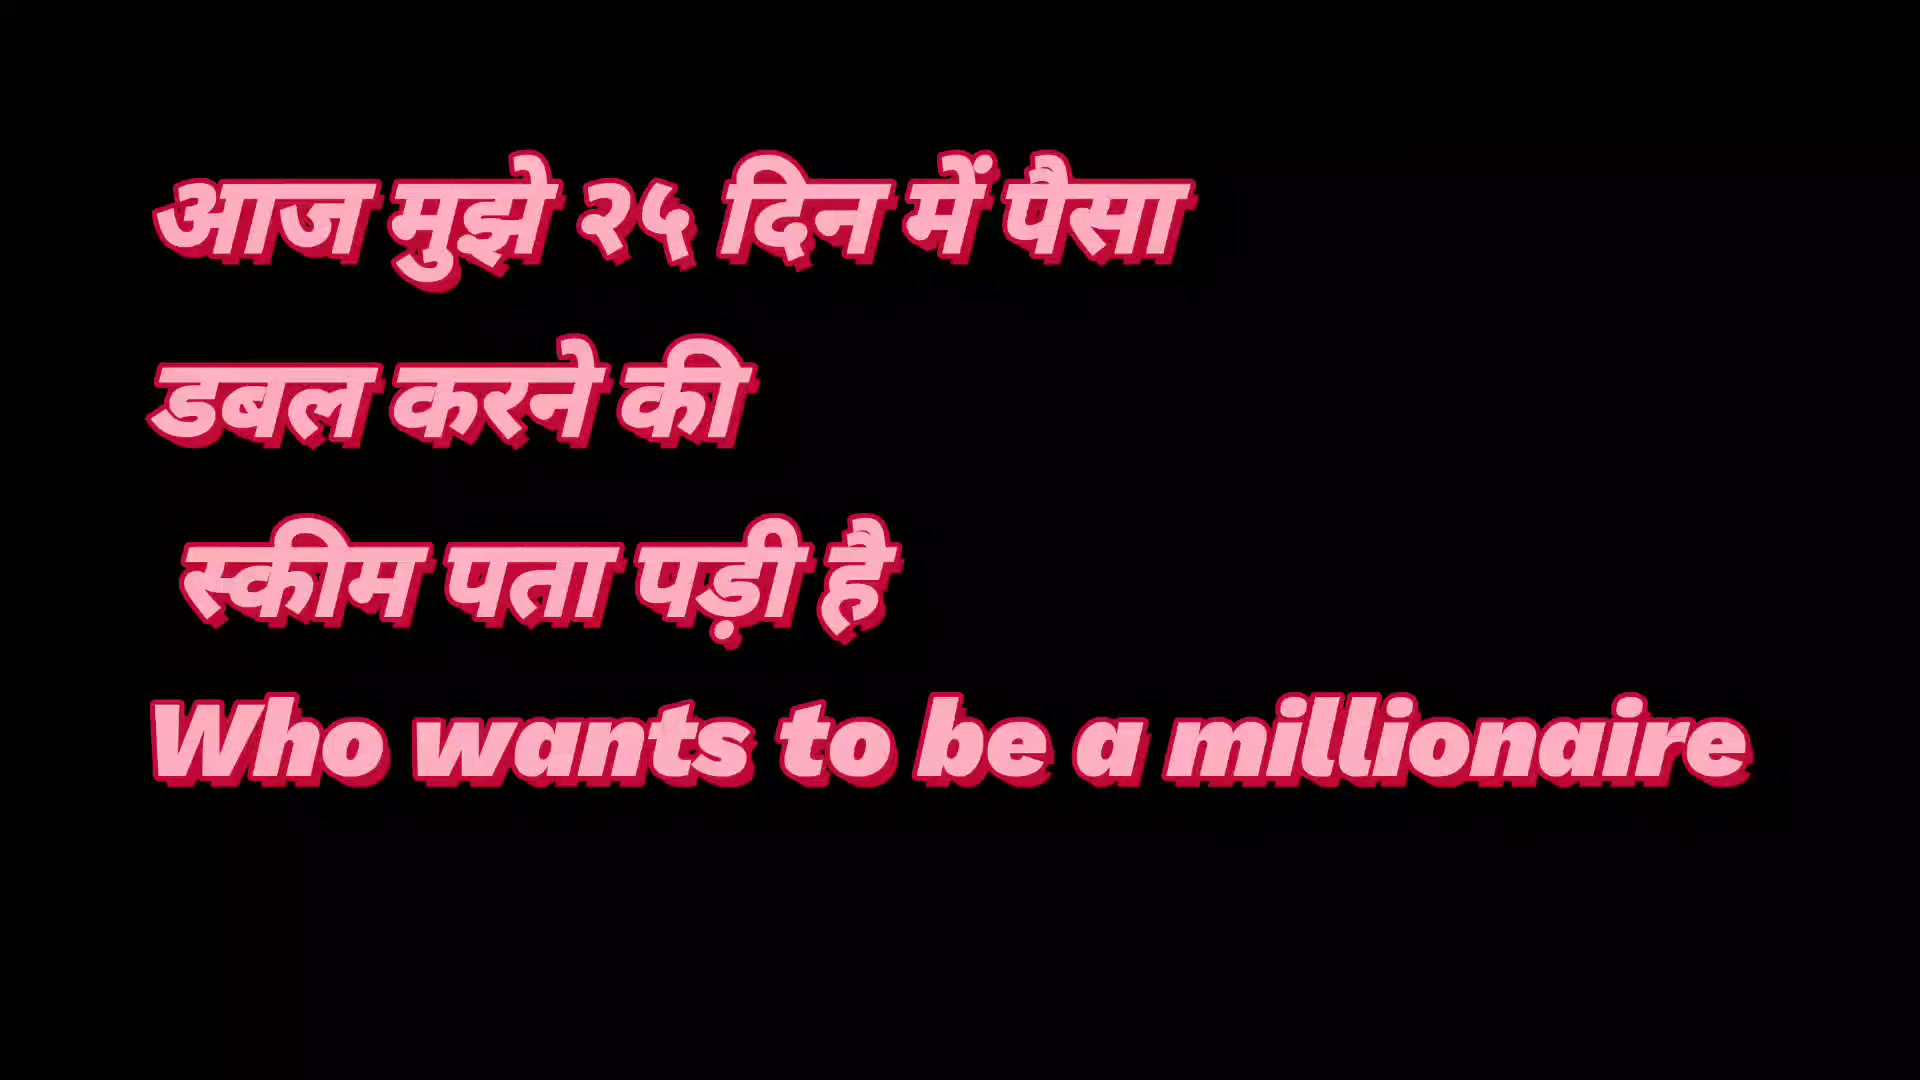 आज मुझे २५ दिन में पैसा
डबल करने की
स्कीम पता पड़ी है
Who wants to be a millionaire